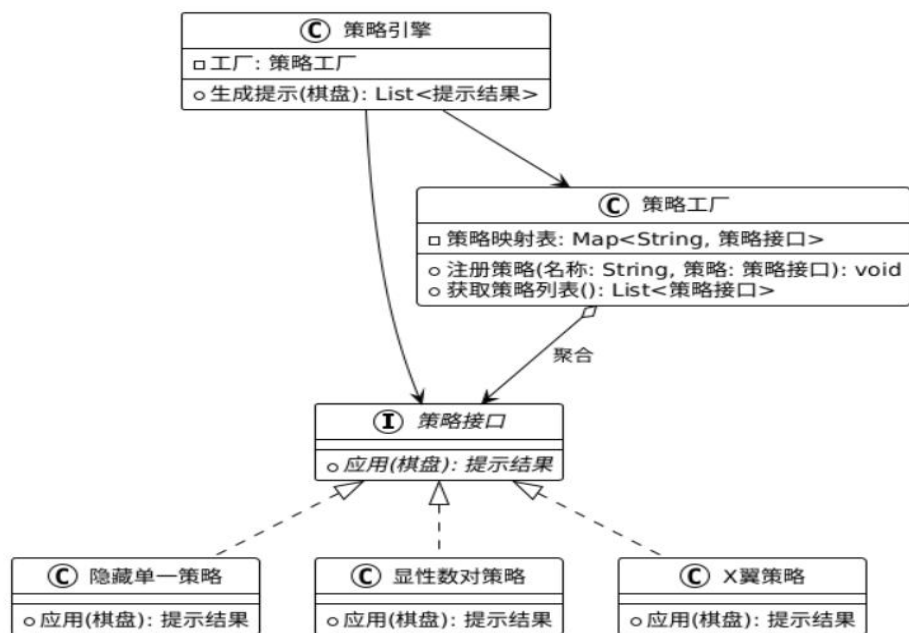 C 策略引擎
工厂: 策略工厂
生成提示(棋盘): List<提示结果>
C 策略工厂
策略映射表: Map<String, 策略接口>
注册策略(名称: String, 策略: 策略接口): void
获取策略列表(): List<策略接口>
聚合
I 策略接口
应用(棋盘): 提示结果
C 隐藏单一策略
C 显性数对策略
C X翼策略
应用(棋盘): 提示结果
应用(棋盘): 提示结果
应用(棋盘): 提示结果